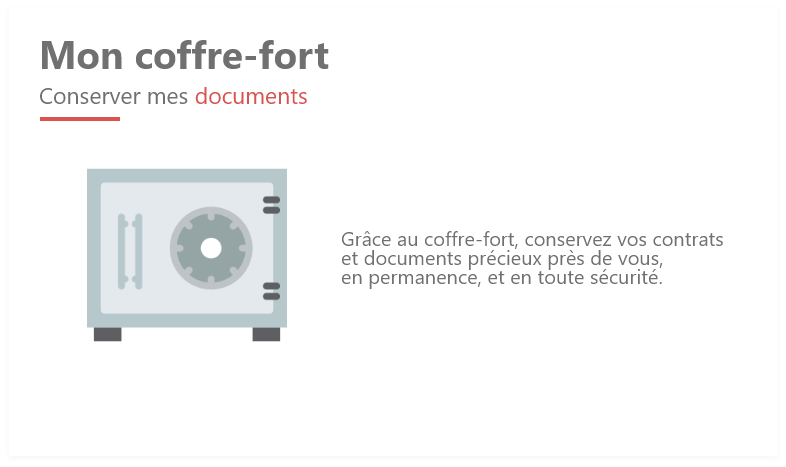 Mon coffre-fort
Conserver mes documents
Grâce au coffre-fort, conservez vos contrats
et documents précieux près de vous,
en permanence, et en toute sécurité.